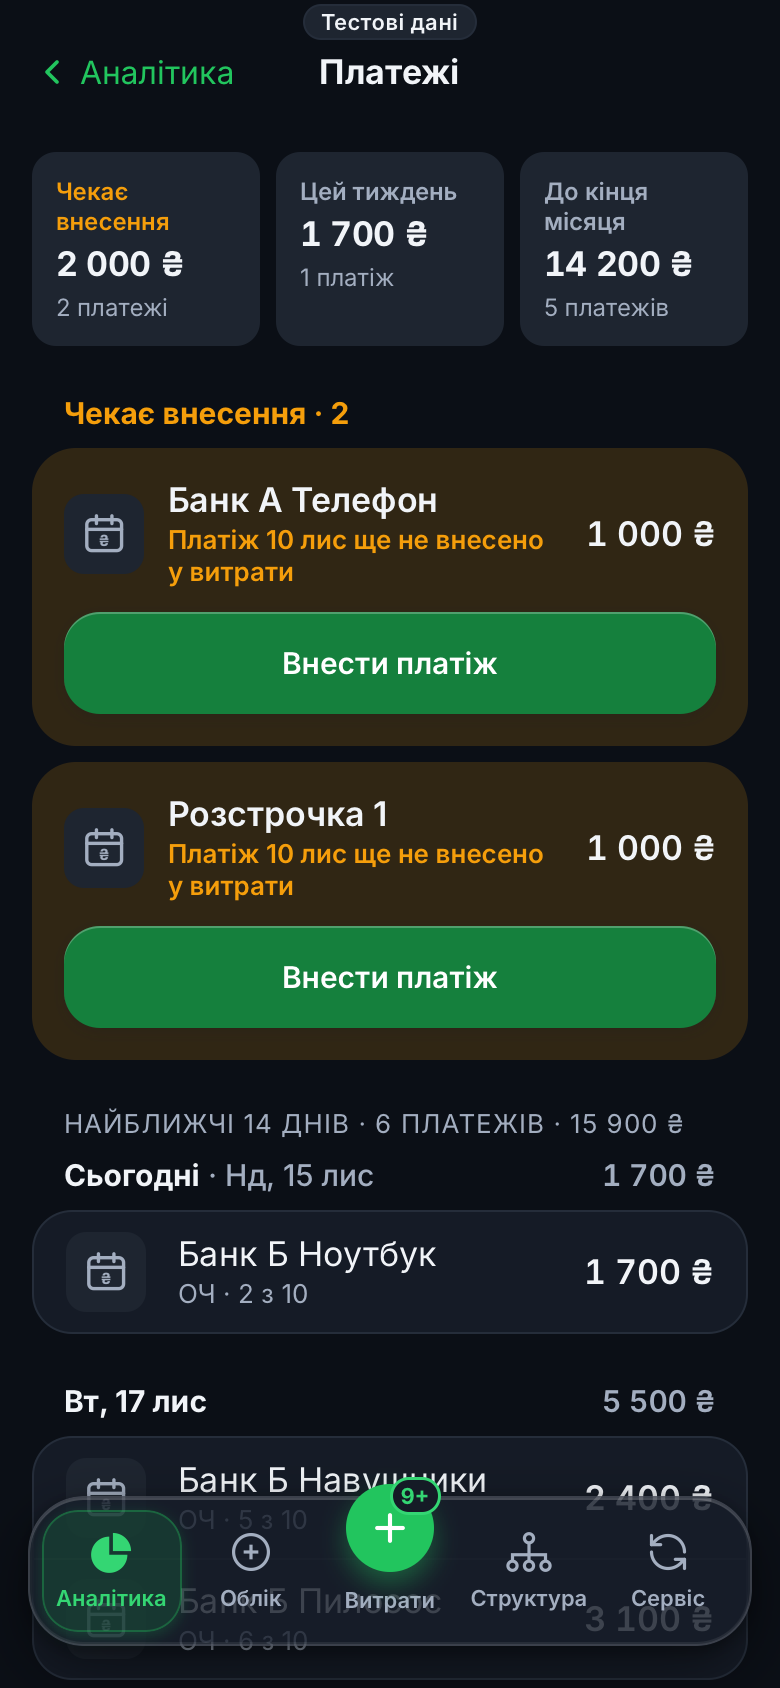 Тестові дані
Аналітика
Платежі
Чекає внесення
2 000 ₴
2 платежі
Цей тиждень
1 700 ₴
1 платіж
До кінця місяця
14 200 ₴
5 платежів
Чекає внесення · 2
Банк А Телефон
Платіж 10 лис ще не внесено
у витрати
1 000 ₴
Внести платіж
Розстрочка 1
Платіж 10 лис ще не внесено
у витрати
1 000 ₴
Внести платіж
НАЙБЛИЖЧІ 14 ДНІВ · 6 ПЛАТЕЖІВ · 15 900 ₴
Сьогодні · Нд, 15 лис 1 700 ₴
Банк Б Ноутбук
ОЧ · 2 з 10
1 700 ₴
Вт, 17 лис 5 500 ₴
Банк Б Навушники
ОЧ · 5 з 10
2 400 ₴
Банк Б
ОЧ · 6 з 10
3 100 ₴
9+
Аналітика
Облік
Витрати
Структура
Сервіс